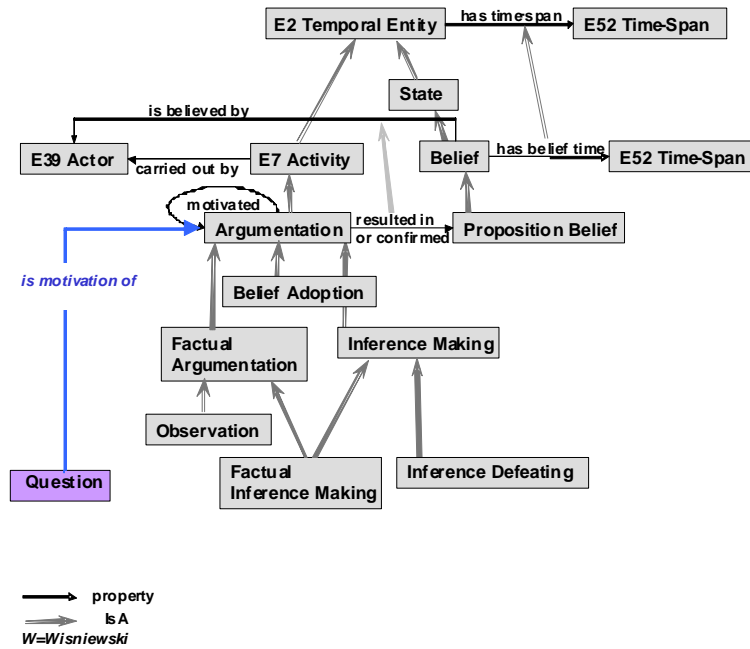 E2 Temporal Entity
has time-span
E52 Time-Span
State
is believed by
E39 Actor
carried out by
E7 Activity
Belief
has belief time
E52 Time-Span
motivated
Argumentation
resulted in
or confirmed
Proposition Belief
is motivation of
Belief Adoption
Factual
Argumentation
Inference Making
Observation
Question
Factual
Inference Making
Inference Defeating
property
IsA
W=Wisniewski